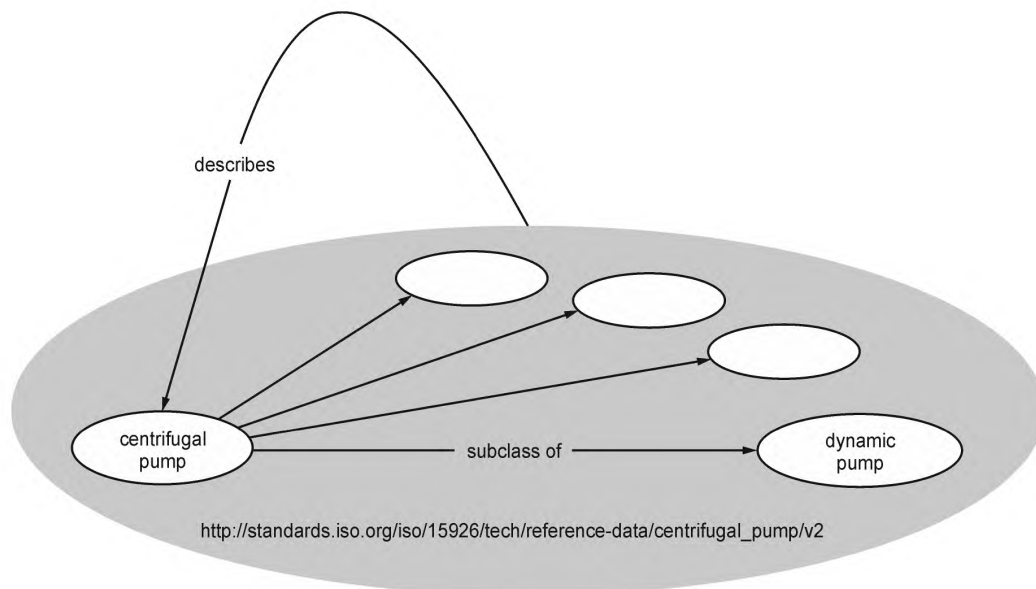 describes
centrifugal
pump
subclass of
dynamic
pump
http://standards.iso.org/iso/15926/tech/reference-data/centrifugal_pump/v2